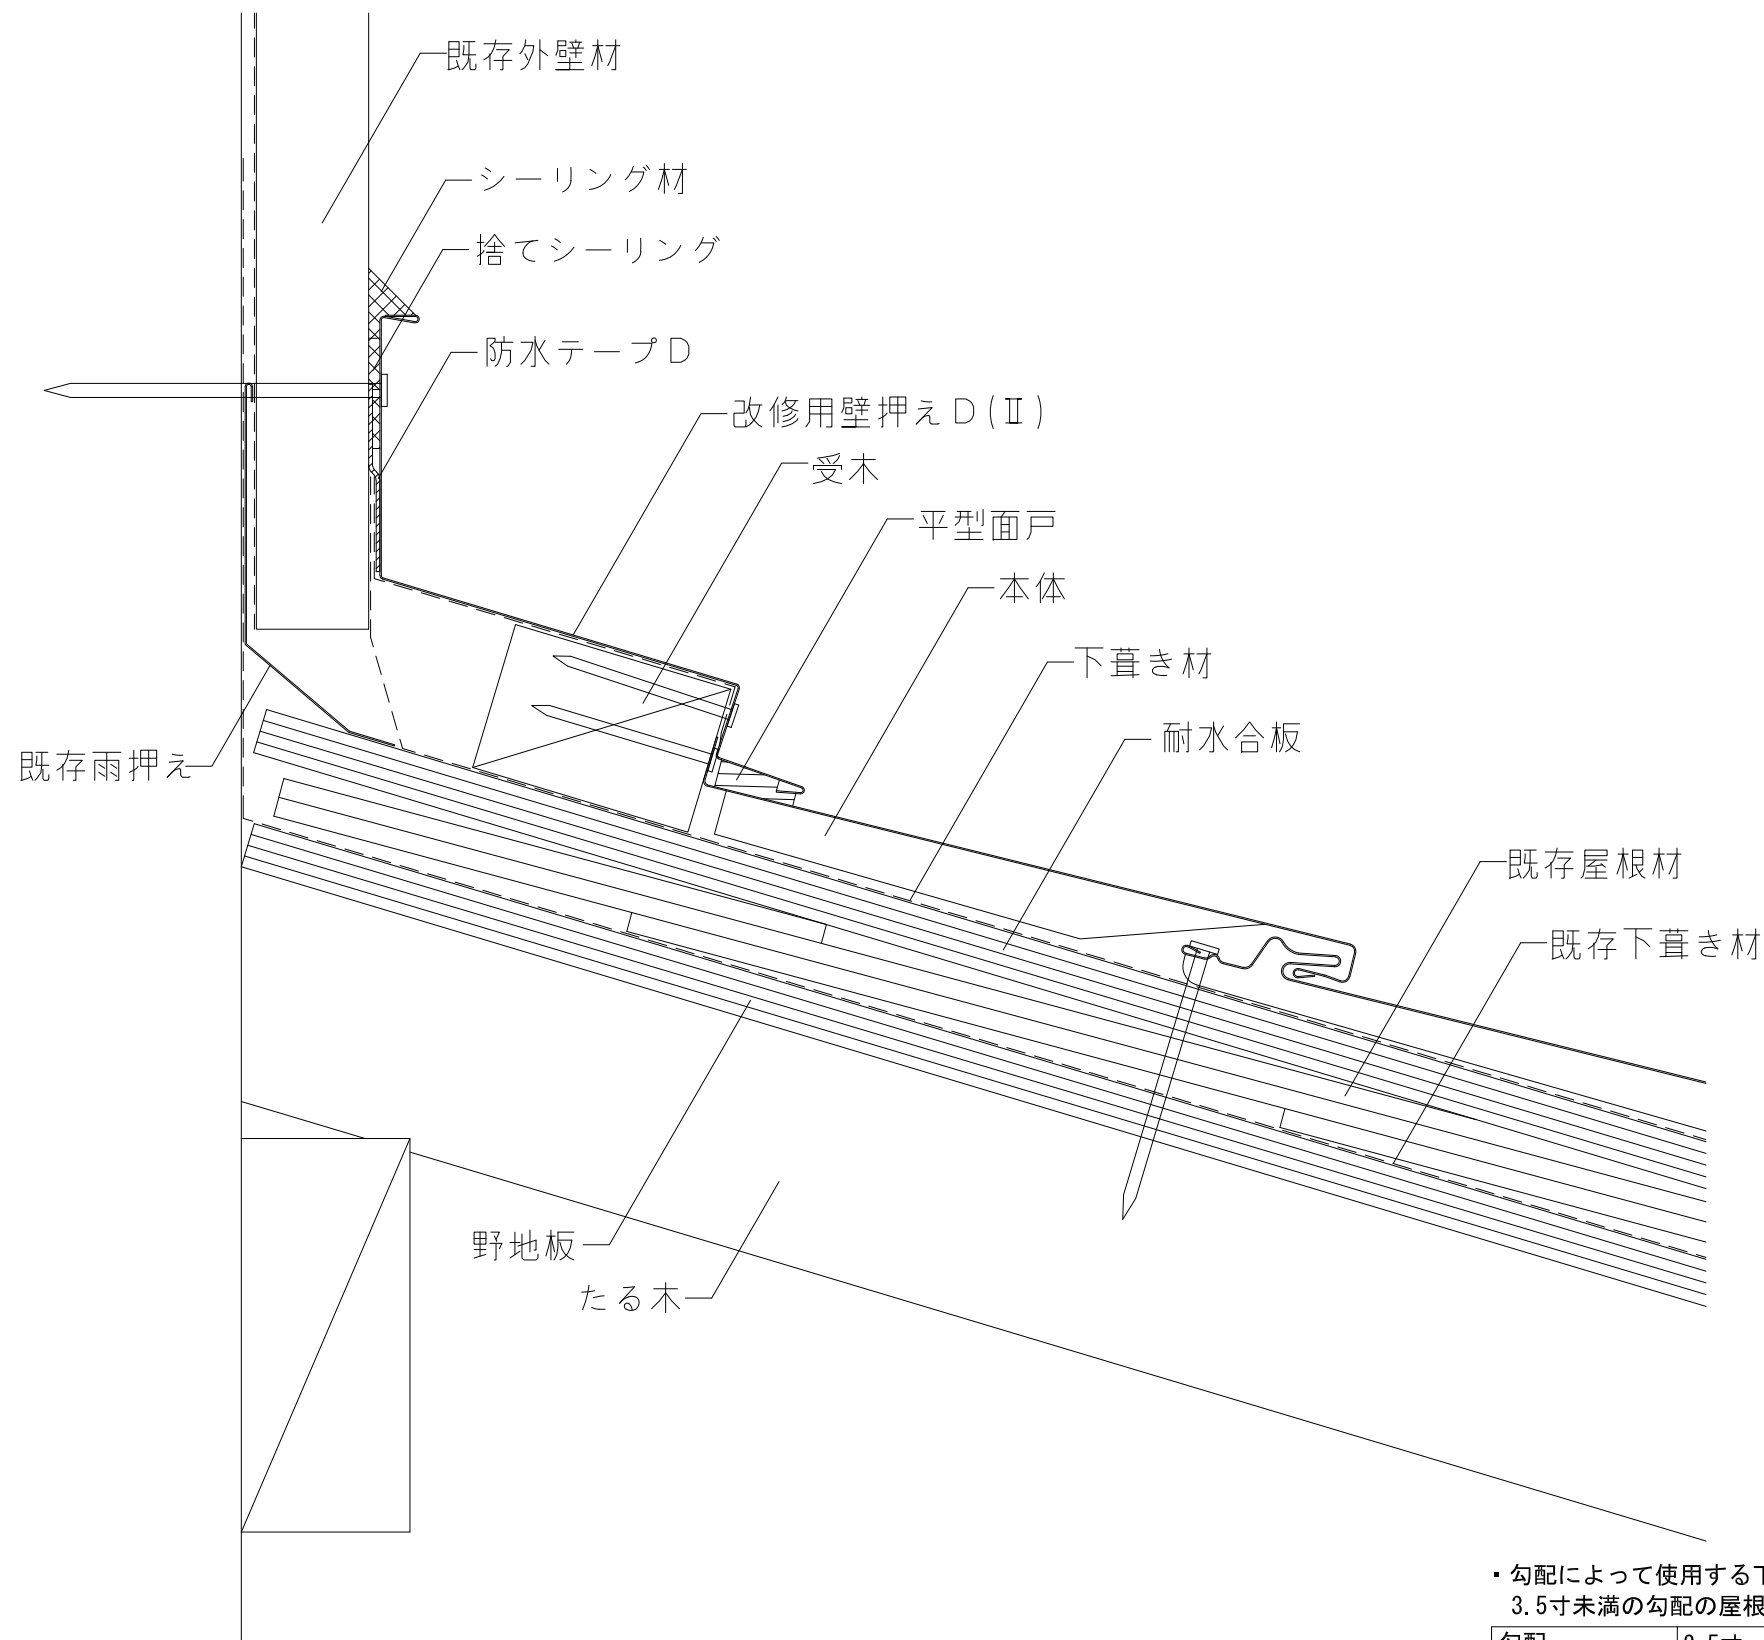 既存外壁材
シーリング材
捨てシーリング
防水テープD
改修用壁押えD(Ⅱ)
受木
平型面戸
本体
下葺き材
耐水合板
既存雨押え
既存屋根材
既存下葺き材
野地板
たる木
・勾配によって使用する下
3.5寸未満の勾配の屋根
勾配